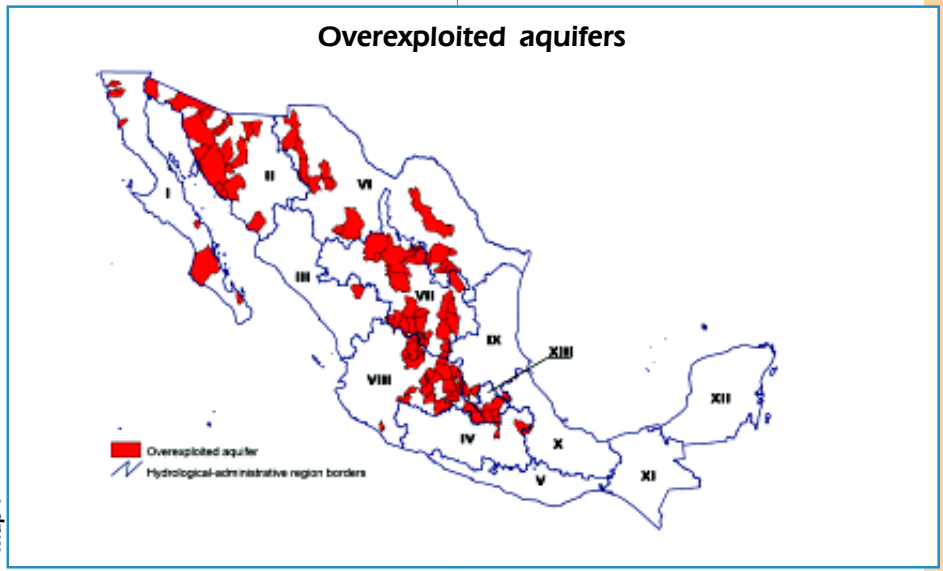 Overexploited aquifers
I
II
VI
III
VII
IX
XIII
VIII
XII
IV
X
XI
V
Overexploited aquifer
Hydrological-administrative region borders